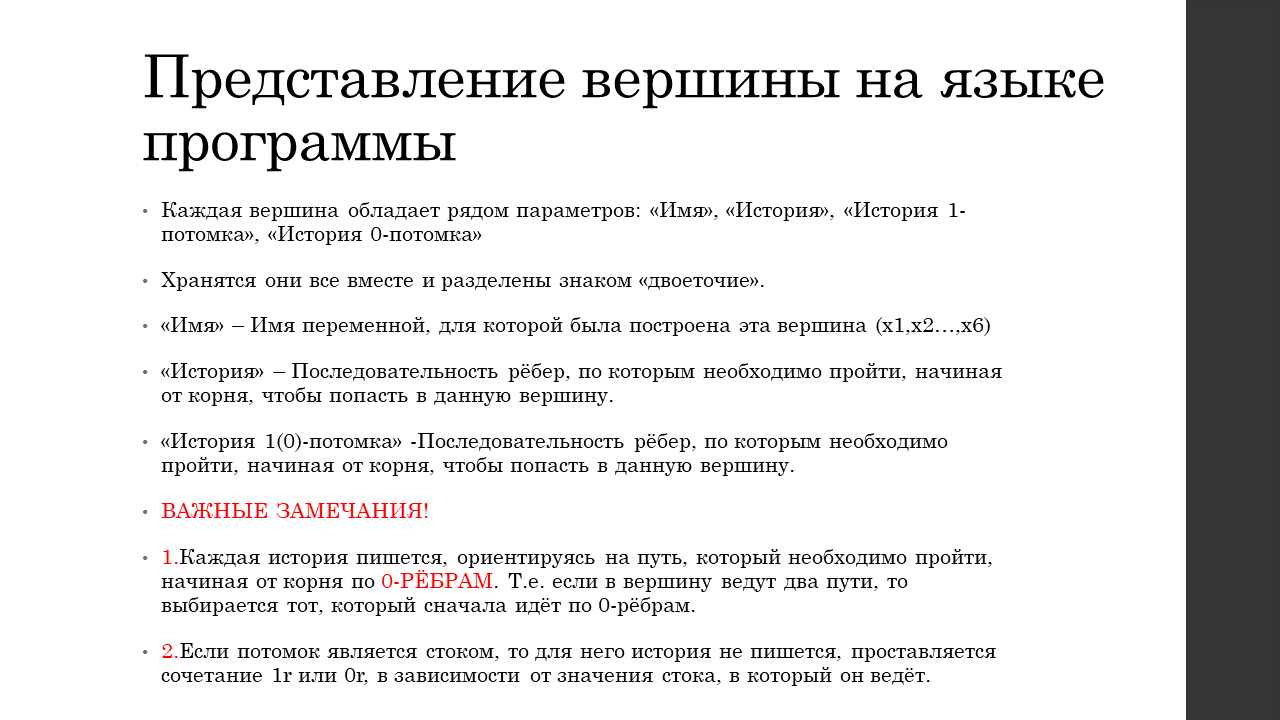 Представление вершины на языке
программы
• Каждая вершина обладает рядом параметров: «Имя», «История», «История 1-
потомка», «История 0-потомка»
• Хранятся они все вместе и разделены знаком «двоеточие».
• «Имя» – Имя переменной, для которой была построена эта вершина (x1,x2…,x6)
• «История» – Последовательность рёбер, по которым необходимо пройти, начиная
от корня, чтобы попасть в данную вершину.
• «История 1(0)-потомка» -Последовательность рёбер, по которым необходимо
пройти, начиная от корня, чтобы попасть в данную вершину.
• ВАЖНЫЕ ЗАМЕЧАНИЯ!
• 1.Каждая история пишется, ориентируясь на путь, который необходимо пройти,
начиная от корня по 0-РЁБРАМ. Т.е. если в вершину ведут два пути, то
выбирается тот, который сначала идёт по 0-рёбрам.
• 2.Если потомок является стоком, то для него история не пишется, проставляется
сочетание 1r или 0r, в зависимости от значения стока, в который он ведёт.